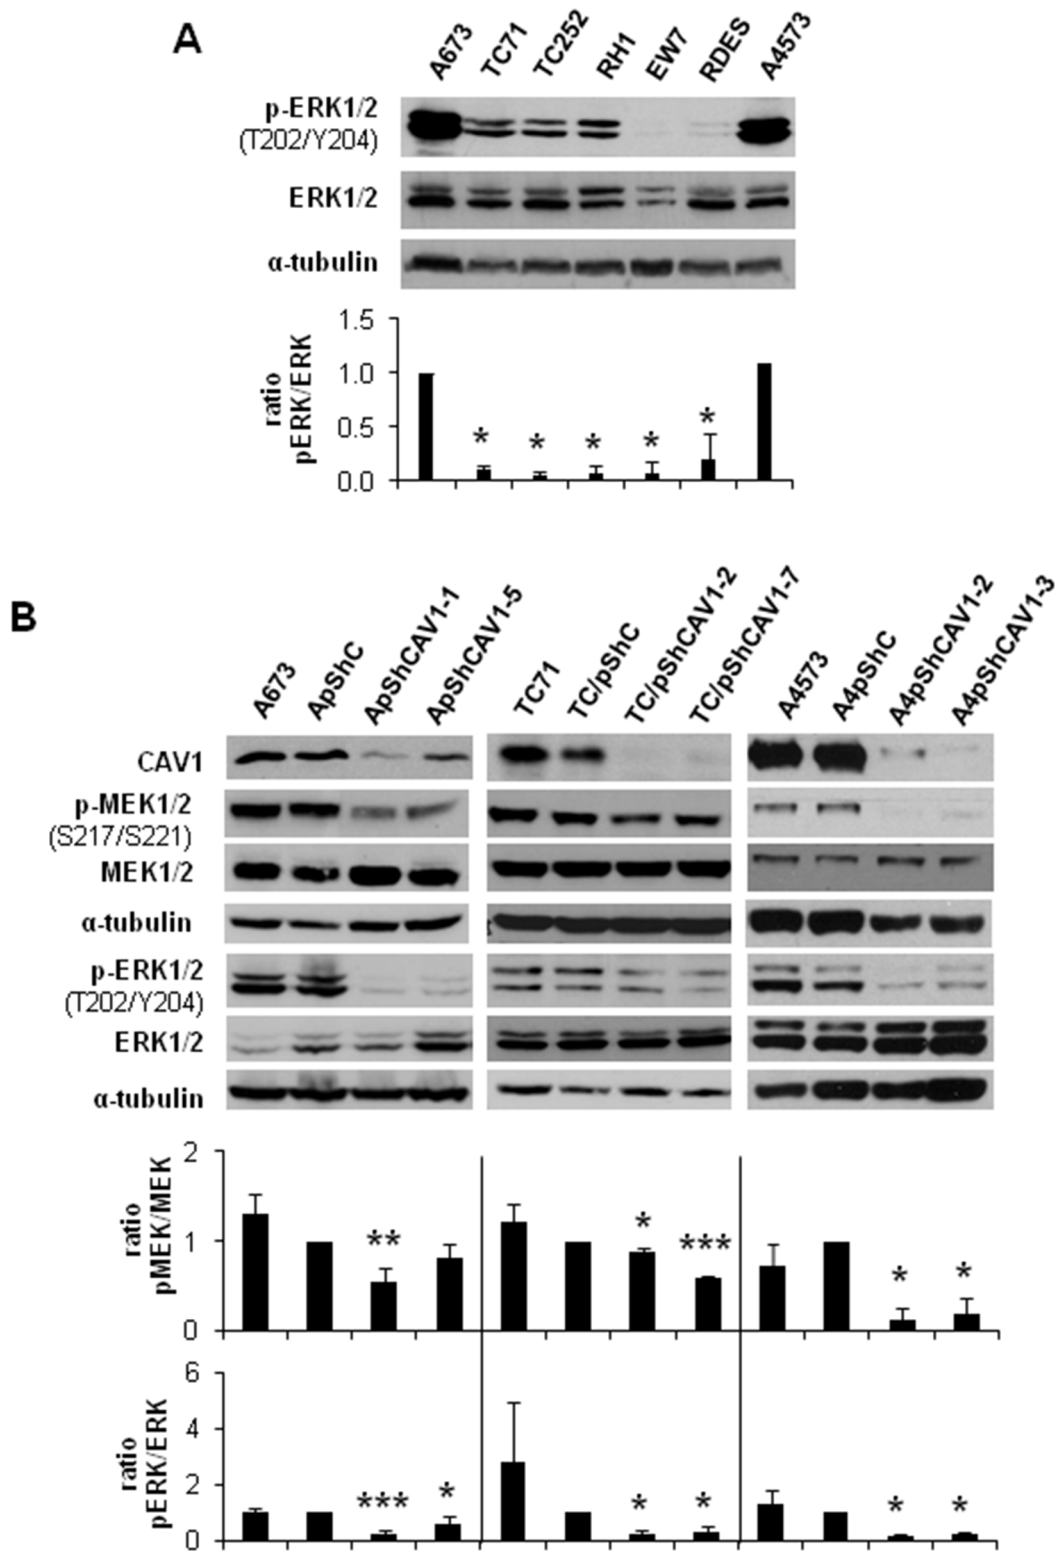 A
A673 TC71 TC252 RH1 EW7 RDES A4573
p-ERK1/2
(T202/Y204)
ERK1/2
α-tubulin
ratio
pERK/ERK
1.5
1.0
0.5
0.0
* * * * *
B
A673 ApShC ApShCAV1-1 ApShCAV1-5 TC71 TC/pShC TC/pShCAV1-2 TC/pShCAV1-7 A4573 A4pShC A4pShCAV1-2 A4pShCAV1-3
CAV1
p-MEK1/2
(S217/S221)
MEK1/2
α-tubulin
p-ERK1/2
(T202/Y204)
ERK1/2
α-tubulin
ratio
pMEK/MEK
2
1
0
** * *** * *
ratio
pERK/ERK
6
4
2
0
*** * * * * *